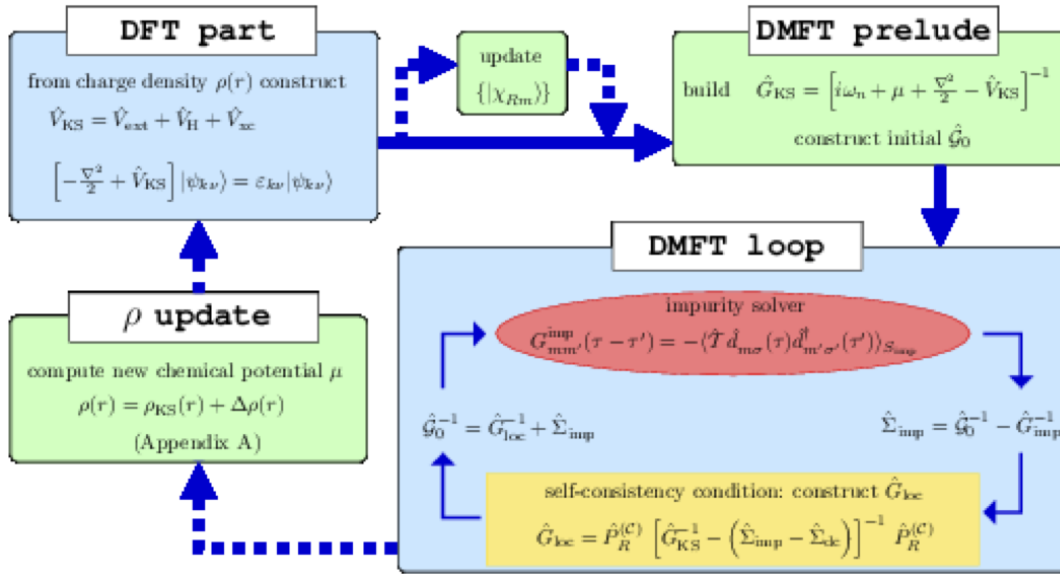 DFT part
from charge density ρ(r) construct
V̂_KS = V̂_ext + V̂_H + V̂_xc
[−∇²/2 + V̂_KS] |ψ_kν⟩ = ε_kν|ψ_kν⟩
update
{|χ_Rm⟩}
DMFT prelude
build Ĝ_KS = [iω_n + μ + ∇²/2 − V̂_KS]⁻¹
construct initial 𝒢̂_0
DMFT loop
impurity solver
G^imp_mm′(τ − τ′) = −⟨T̂ d̂_mσ(τ)d̂†_m′σ′(τ′)⟩_S_imp
𝒢̂_0⁻¹ = Ĝ_loc⁻¹ + Σ̂_imp
Σ̂_imp = 𝒢̂_0⁻¹ − Ĝ_imp⁻¹
self-consistency condition: construct Ĝ_loc
Ĝ_loc = P̂_R^(𝒞) [Ĝ_KS⁻¹ − (Σ̂_imp − Σ̂_dc)]⁻¹ P̂_R^(𝒞)
ρ update
compute new chemical potential μ
ρ(r) = ρ_KS(r) + Δρ(r)
(Appendix A)